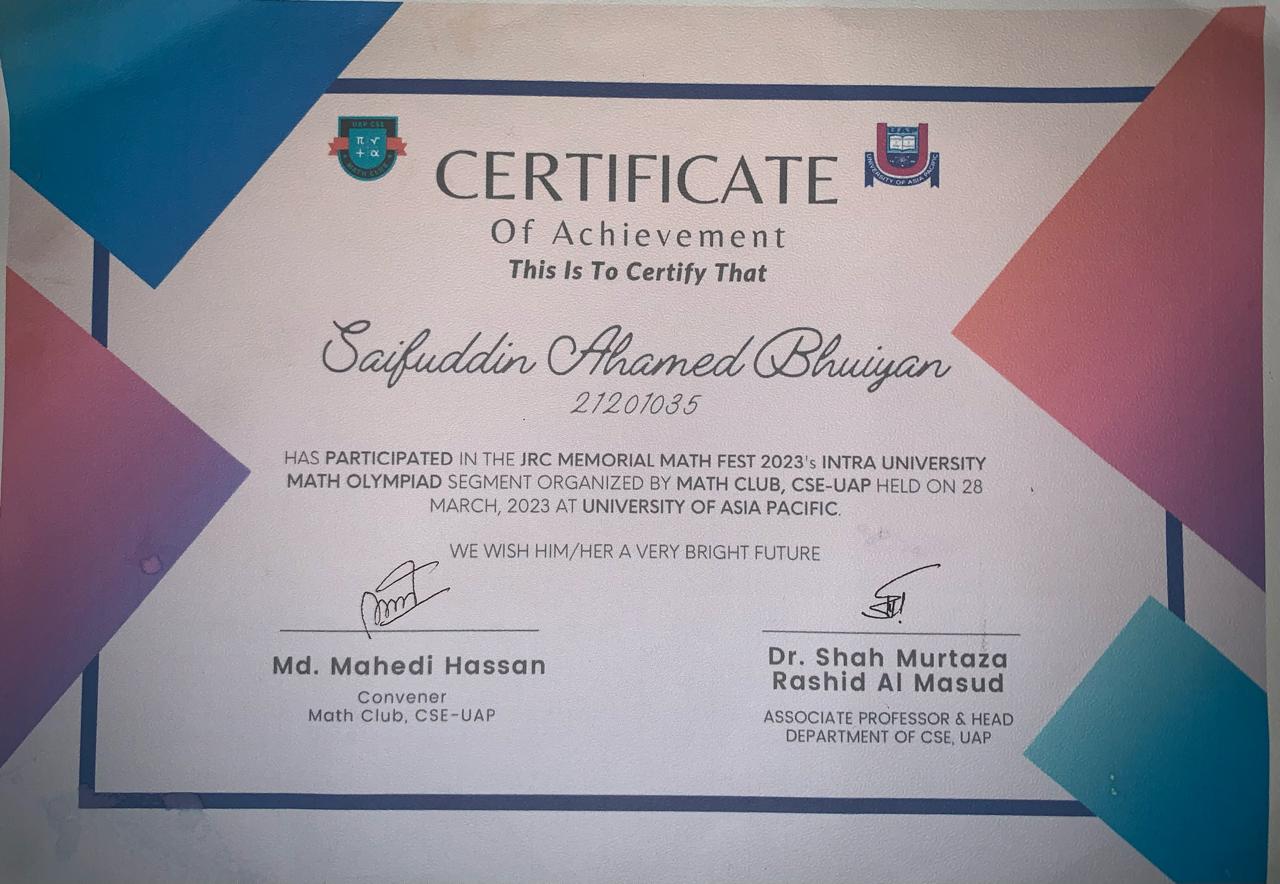 UAP CSE
π √
+ α
MATH CLUB
UNIVERSITY OF ASIA PACIFIC
CERTIFICATE
Of Achievement
This Is To Certify That
Saifuddin Ahamed Bhuiyan
21201035
HAS PARTICIPATED IN THE JRC MEMORIAL MATH FEST 2023's INTRA UNIVERSITY
MATH OLYMPIAD SEGMENT ORGANIZED BY MATH CLUB, CSE-UAP HELD ON 28
MARCH, 2023 AT UNIVERSITY OF ASIA PACIFIC.
WE WISH HIM/HER A VERY BRIGHT FUTURE
Md. Mahedi Hassan
Convener
Math Club, CSE-UAP
Dr. Shah Murtaza
Rashid Al Masud
ASSOCIATE PROFESSOR & HEAD
DEPARTMENT OF CSE, UAP